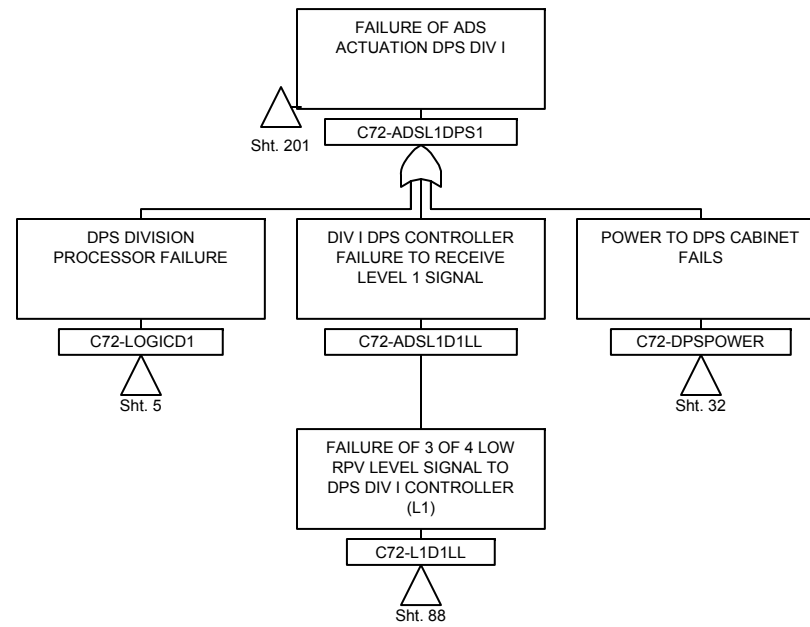 FAILURE OF ADS
ACTUATION DPS DIV I
C72-ADSL1DPS1
Sht. 201
DPS DIVISION
PROCESSOR FAILURE
C72-LOGICD1
Sht. 5
DIV I DPS CONTROLLER
FAILURE TO RECEIVE
LEVEL 1 SIGNAL
C72-ADSL1D1LL
POWER TO DPS CABINET
FAILS
C72-DPSPOWER
Sht. 32
FAILURE OF 3 OF 4 LOW
RPV LEVEL SIGNAL TO
DPS DIV I CONTROLLER
(L1)
C72-L1D1LL
Sht. 88